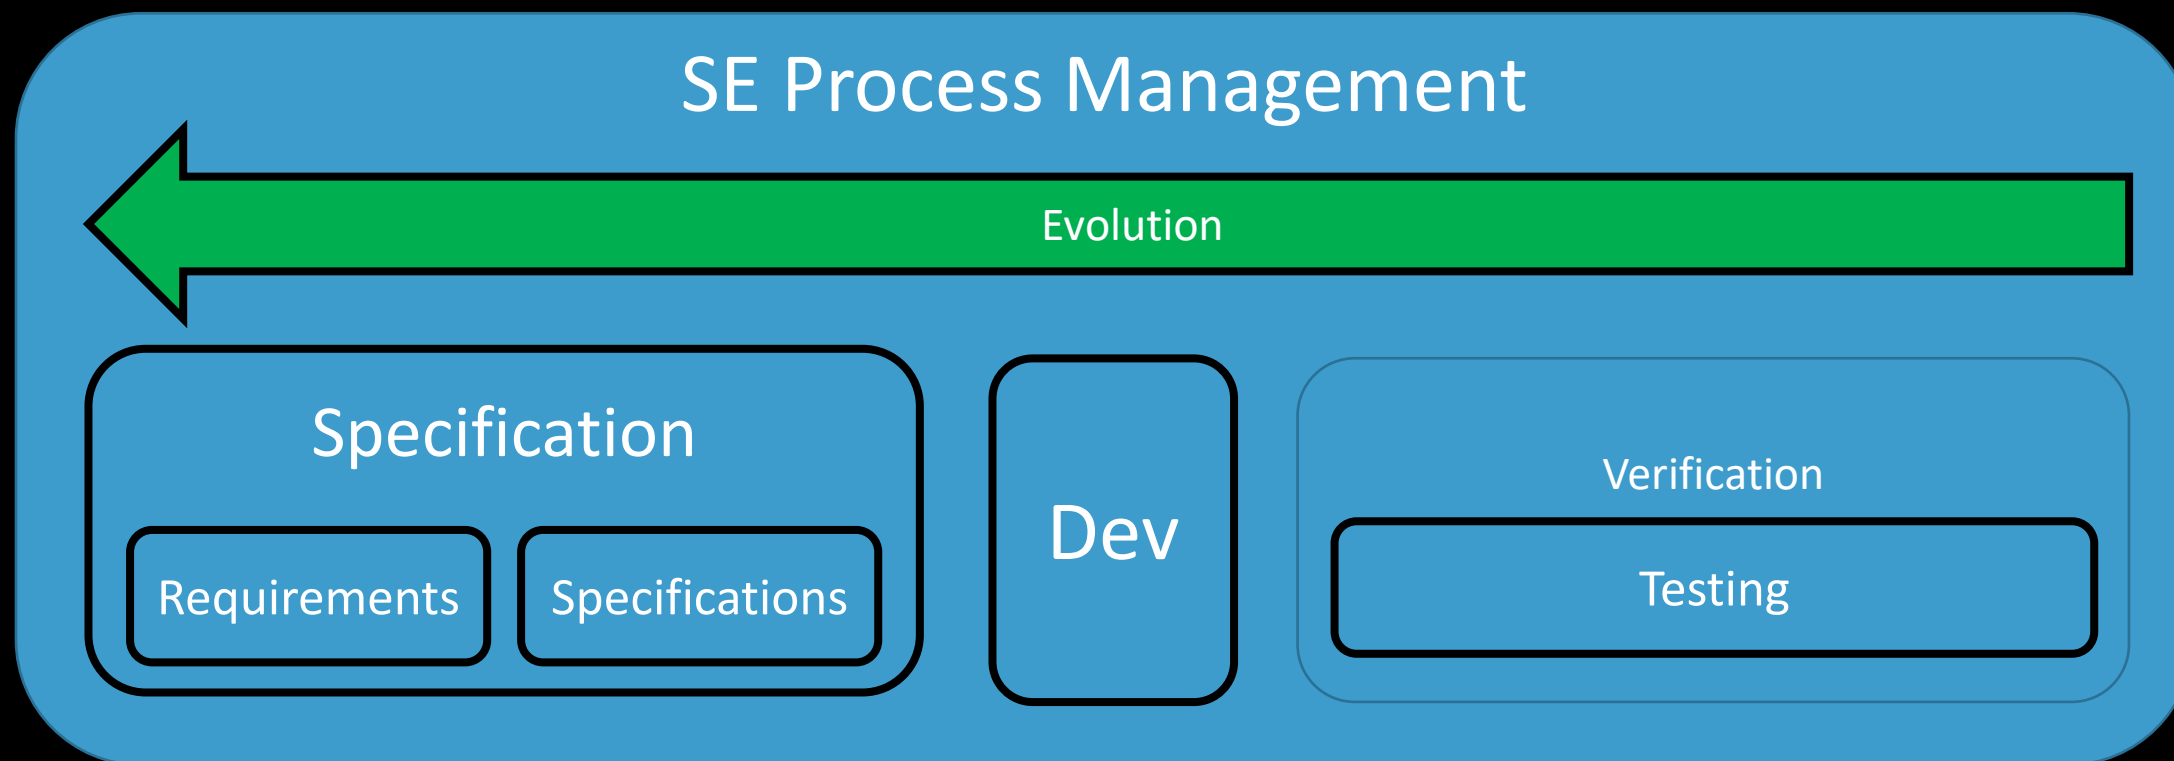 SE Process Management
Evolution
Specification
Requirements
Specifications
Dev
Verification
Testing